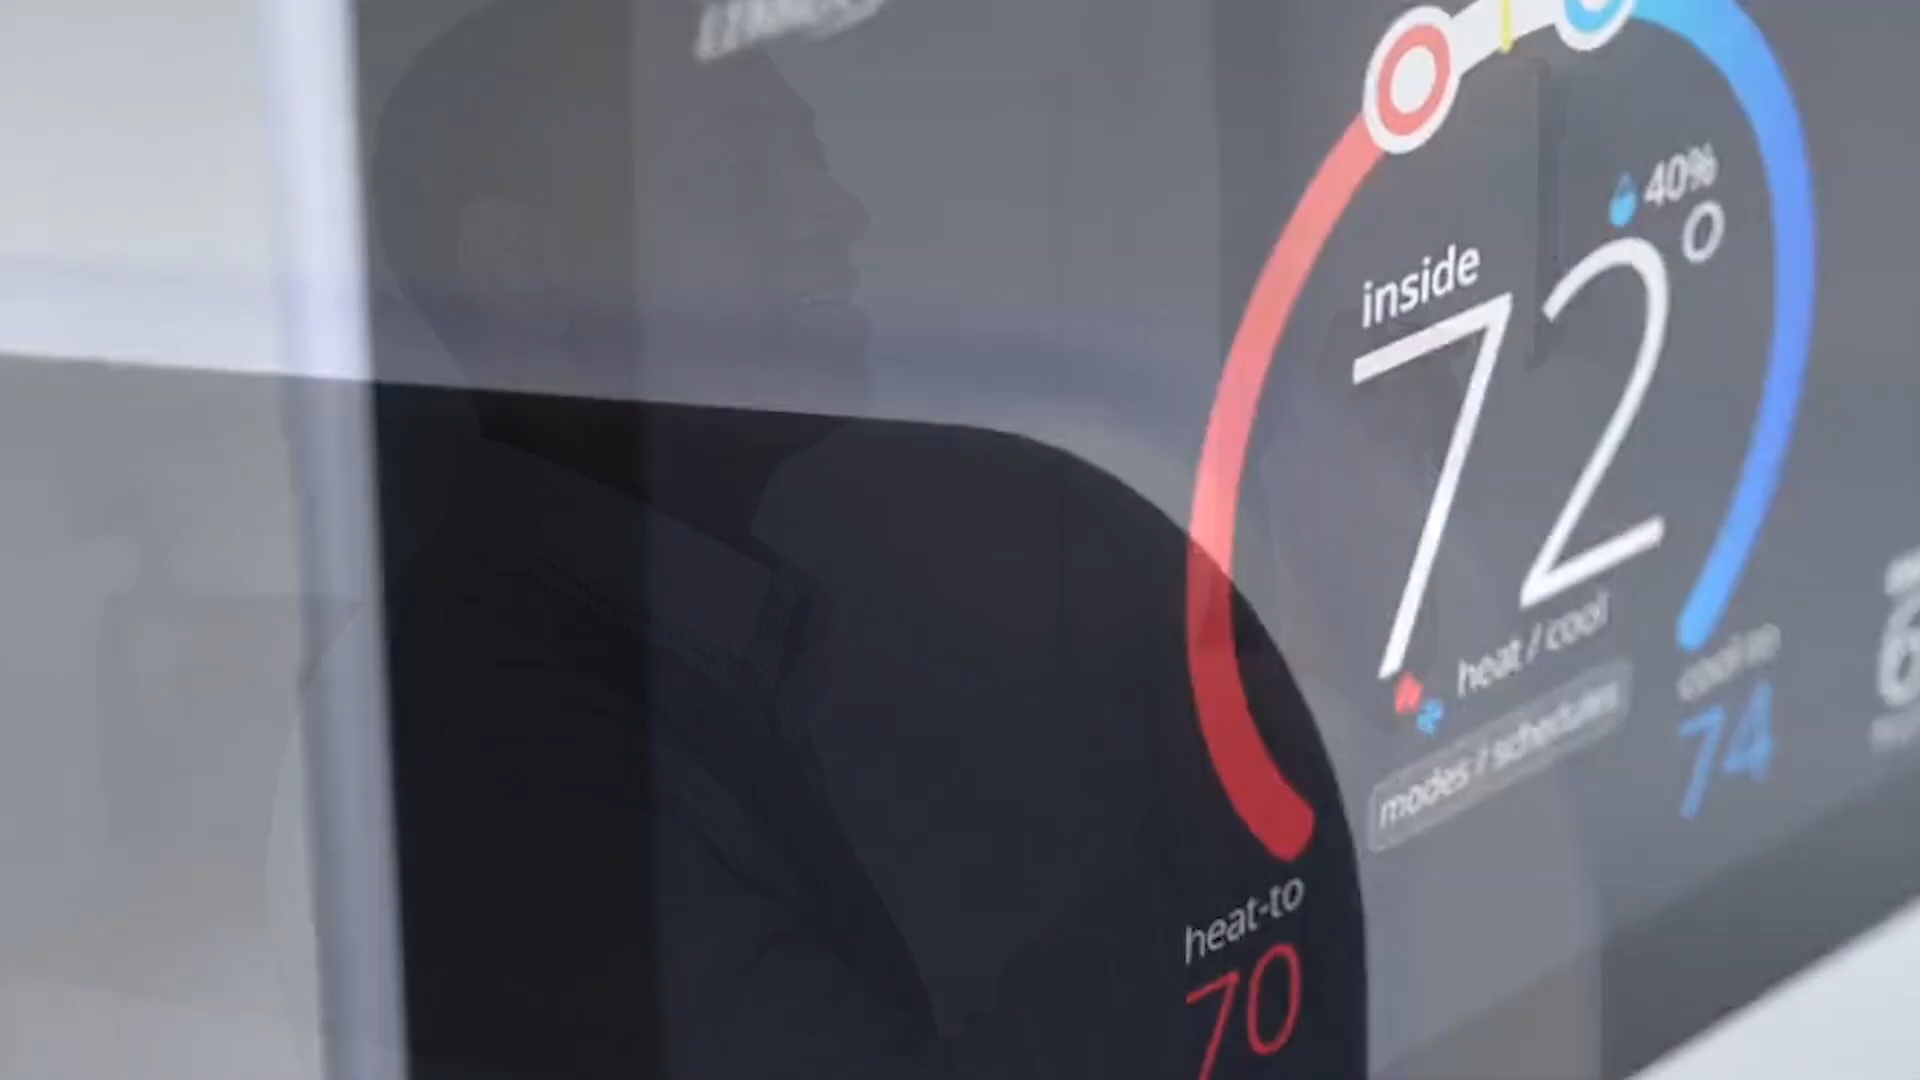 40%
inside
72°
heat / cool
modes / schedules
cool-to
74
heat-to
70